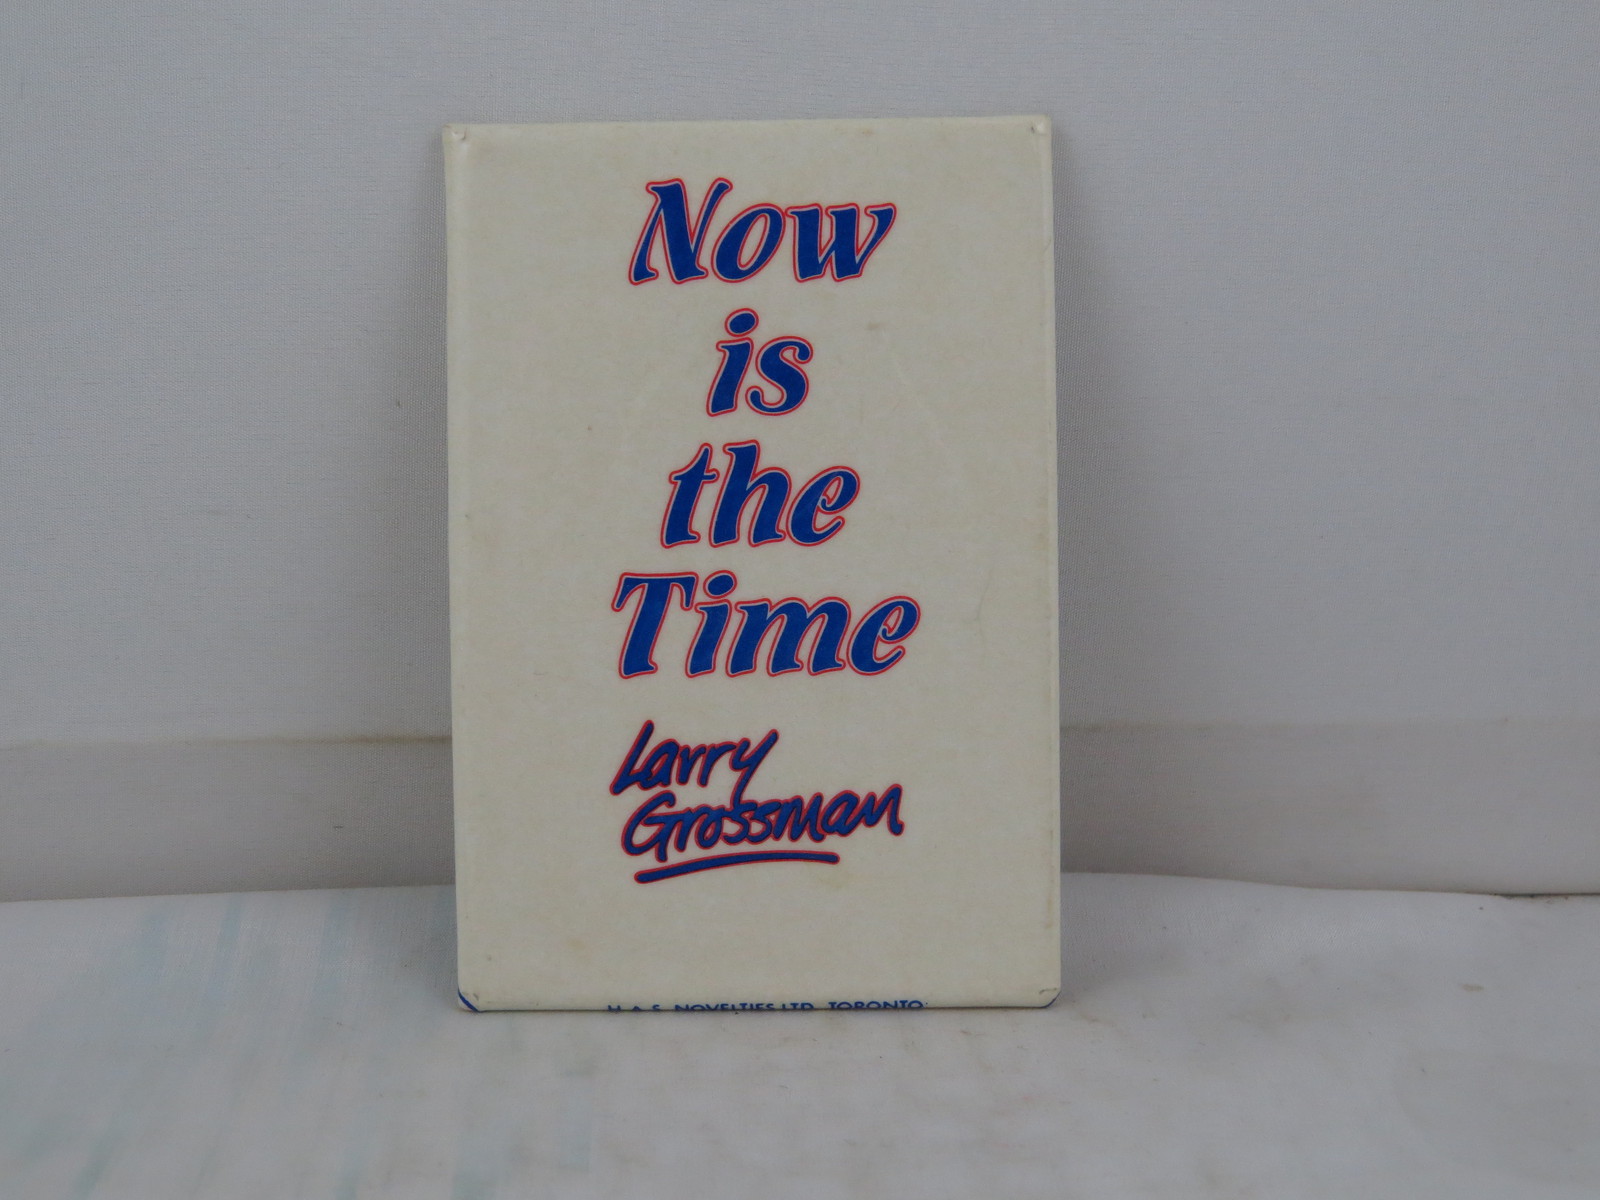 Now
is
the
Time
Larry
Grossman
H.A.S. NOVELTIES LTD. TORONTO